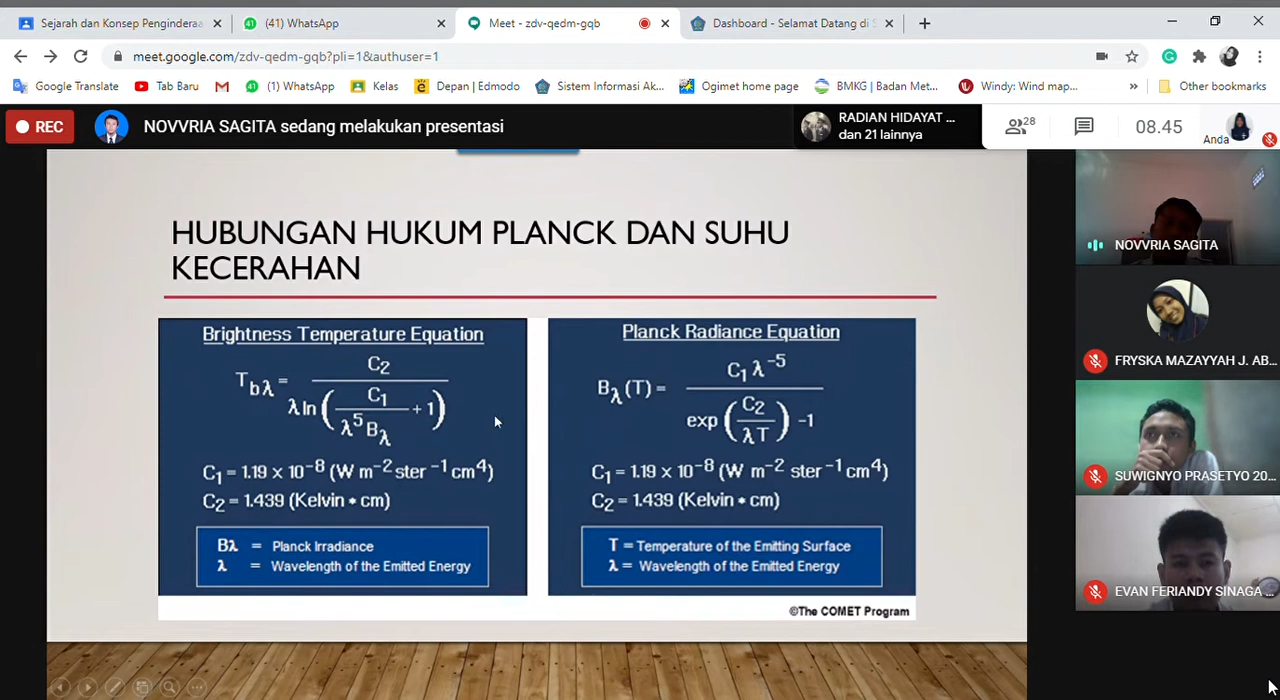 Sejarah dan Konsep Penginderaa
(41) WhatsApp
Meet - zdv-qedm-gqb
Dashboard - Selamat Datang di S
meet.google.com/zdv-qedm-gqb?pli=1&authuser=1
Google Translate
Tab Baru
(1) WhatsApp
Kelas
Depan | Edmodo
Sistem Informasi Ak...
Ogimet home page
BMKG | Badan Met...
Windy: Wind map...
»
Other bookmarks
REC
NOVVRIA SAGITA sedang melakukan presentasi
RADIAN HIDAYAT ...
dan 21 lainnya
28
08.45
Anda
HUBUNGAN HUKUM PLANCK DAN SUHU
KECERAHAN
Brightness Temperature Equation
T_bλ = C₂ / (λ ln(C₁ / (λ⁵ B_λ) + 1))
C₁ = 1.19 x 10⁻⁸ (W m⁻² ster⁻¹ cm⁴)
C₂ = 1.439 (Kelvin * cm)
Bλ = Planck Irradiance
λ = Wavelength of the Emitted Energy
Planck Radiance Equation
B_λ(T) = C₁ λ⁻⁵ / (exp(C₂ / (λT)) - 1)
C₁ = 1.19 x 10⁻⁸ (W m⁻² ster⁻¹ cm⁴)
C₂ = 1.439 (Kelvin * cm)
T = Temperature of the Emitting Surface
λ = Wavelength of the Emitted Energy
©The COMET Program
NOVVRIA SAGITA
FRYSKA MAZAYYAH J. AB...
SUWIGNYO PRASETYO 20...
EVAN FERIANDY SINAGA ...